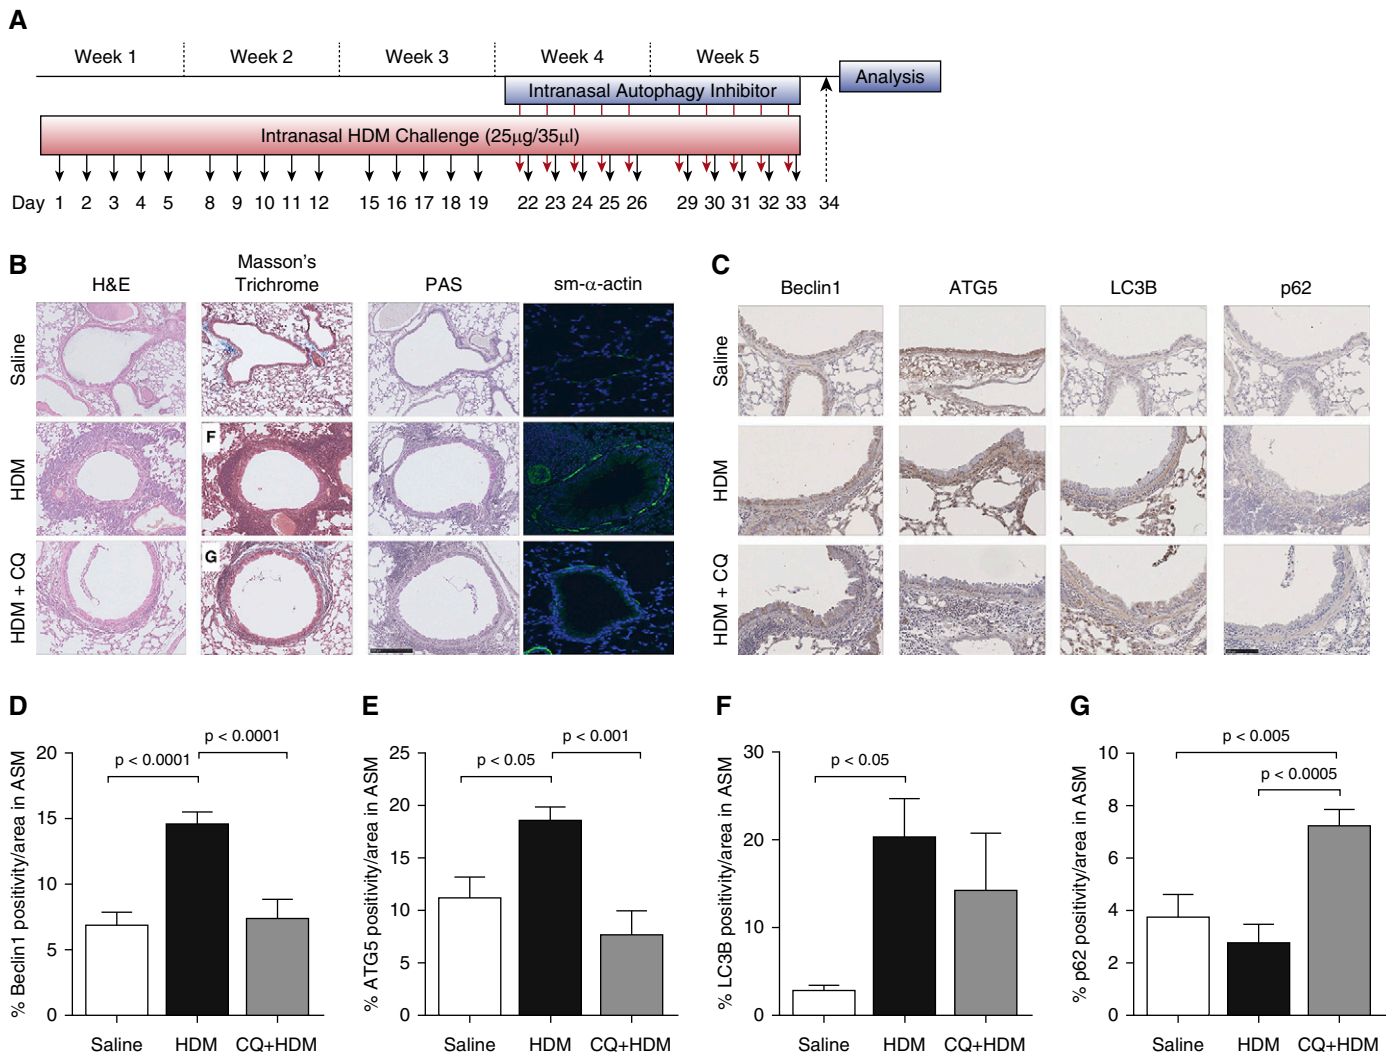 A
Week 1 Week 2 Week 3 Week 4 Week 5
Analysis
Intranasal Autophagy Inhibitor
Intranasal HDM Challenge (25µg/35µl)
Day 1 2 3 4 5 8 9 10 11 12 15 16 17 18 19 22 23 24 25 26 29 30 31 32 33 34
B
H&E
Masson's
Trichrome
PAS
sm-α-actin
Saline
HDM
F
HDM + CQ
G
C
Beclin1
ATG5
LC3B
p62
Saline
HDM
HDM + CQ
D
% Beclin1 positivity/area in ASM
20
15
10
5
0
p < 0.0001
p < 0.0001
Saline HDM CQ+HDM
E
% ATG5 positivity/area in ASM
25
20
15
10
5
0
p < 0.05
p < 0.001
Saline HDM CQ+HDM
F
% LC3B positivity/area in ASM
30
20
10
0
p < 0.05
Saline HDM CQ+HDM
G
% p62 positivity/area in ASM
10
8
6
4
2
0
p < 0.005
p < 0.0005
Saline HDM CQ+HDM